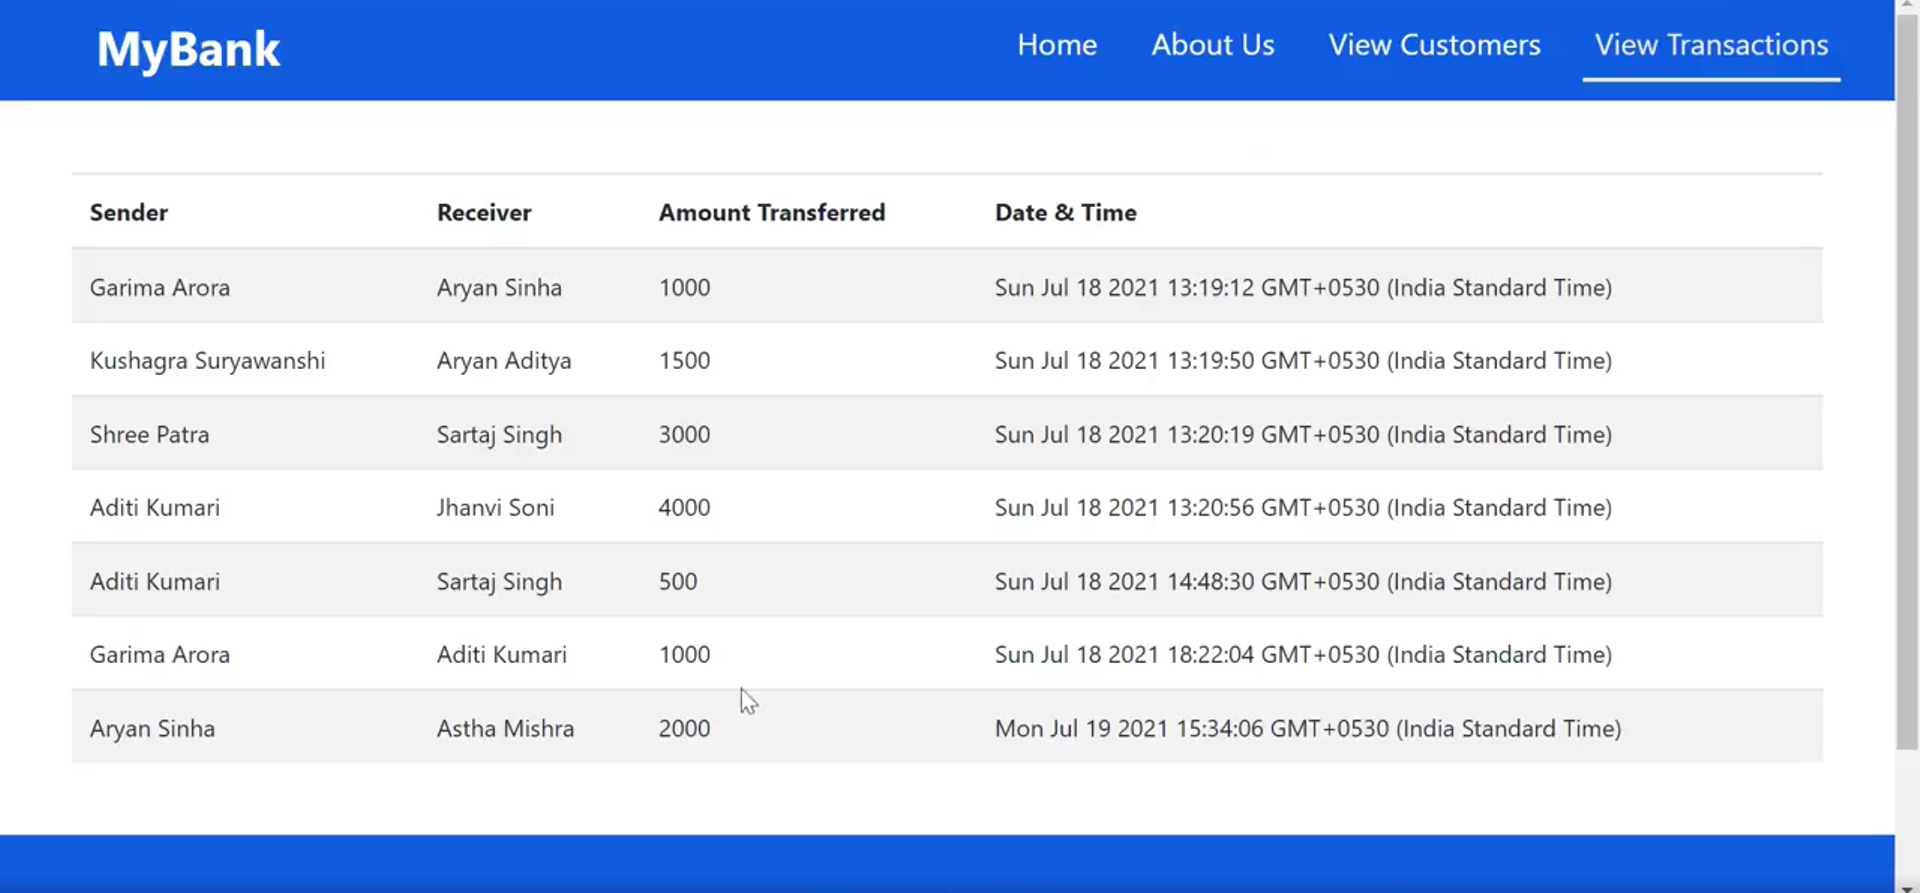 MyBank Home About Us View Customers View Transactions
Sender Receiver Amount Transferred Date & Time
Garima Arora Aryan Sinha 1000 Sun Jul 18 2021 13:19:12 GMT+0530 (India Standard Time)
Kushagra Suryawanshi Aryan Aditya 1500 Sun Jul 18 2021 13:19:50 GMT+0530 (India Standard Time)
Shree Patra Sartaj Singh 3000 Sun Jul 18 2021 13:20:19 GMT+0530 (India Standard Time)
Aditi Kumari Jhanvi Soni 4000 Sun Jul 18 2021 13:20:56 GMT+0530 (India Standard Time)
Aditi Kumari Sartaj Singh 500 Sun Jul 18 2021 14:48:30 GMT+0530 (India Standard Time)
Garima Arora Aditi Kumari 1000 Sun Jul 18 2021 18:22:04 GMT+0530 (India Standard Time)
Aryan Sinha Astha Mishra 2000 Mon Jul 19 2021 15:34:06 GMT+0530 (India Standard Time)